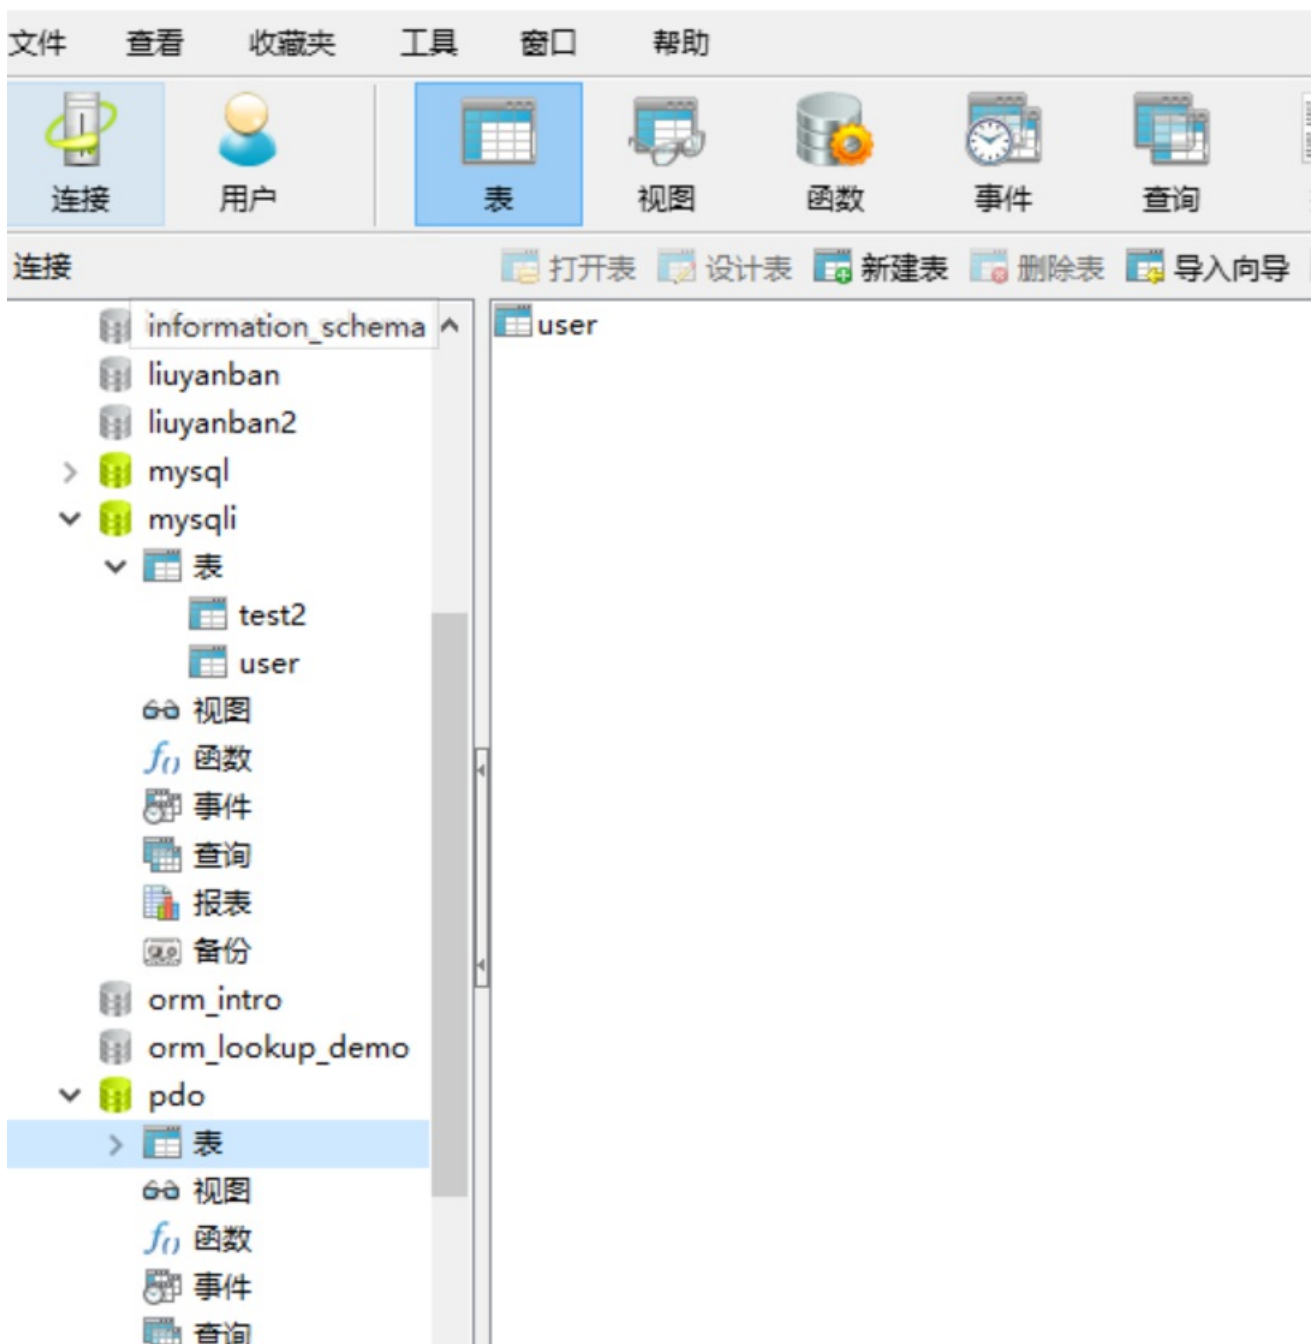 文件 查看 收藏夹 工具 窗口 帮助
连接 用户 表 视图 函数 事件 查询
连接 打开表 设计表 新建表 删除表 导入向导
information_schema
user
liuyanban
liuyanban2
mysql
mysqli
表
test2
user
视图
函数
事件
查询
报表
备份
orm_intro
orm_lookup_demo
pdo
表
视图
函数
事件
查询